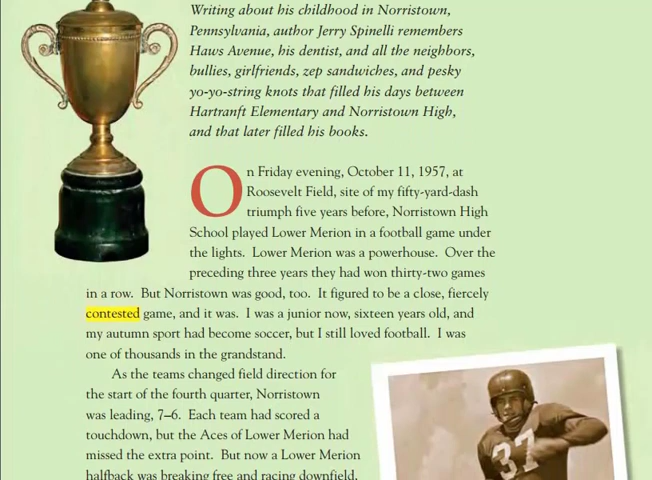 Writing about his childhood in Norristown,
Pennsylvania, author Jerry Spinelli remembers
Haws Avenue, his dentist, and all the neighbors,
bullies, girlfriends, zep sandwiches, and pesky
yo-yo-string knots that filled his days between
Hartranft Elementary and Norristown High,
and that later filled his books.
On Friday evening, October 11, 1957, at
Roosevelt Field, site of my fifty-yard-dash
triumph five years before, Norristown High
School played Lower Merion in a football game under
the lights. Lower Merion was a powerhouse. Over the
preceding three years they had won thirty-two games
in a row. But Norristown was good, too. It figured to be a close, fiercely
contested game, and it was. I was a junior now, sixteen years old, and
my autumn sport had become soccer, but I still loved football. I was
one of thousands in the grandstand.
As the teams changed field direction for
the start of the fourth quarter, Norristown
was leading, 7–6. Each team had scored a
touchdown, but the Aces of Lower Merion had
missed the extra point. But now a Lower Merion
halfback was breaking free and racing downfield,
37